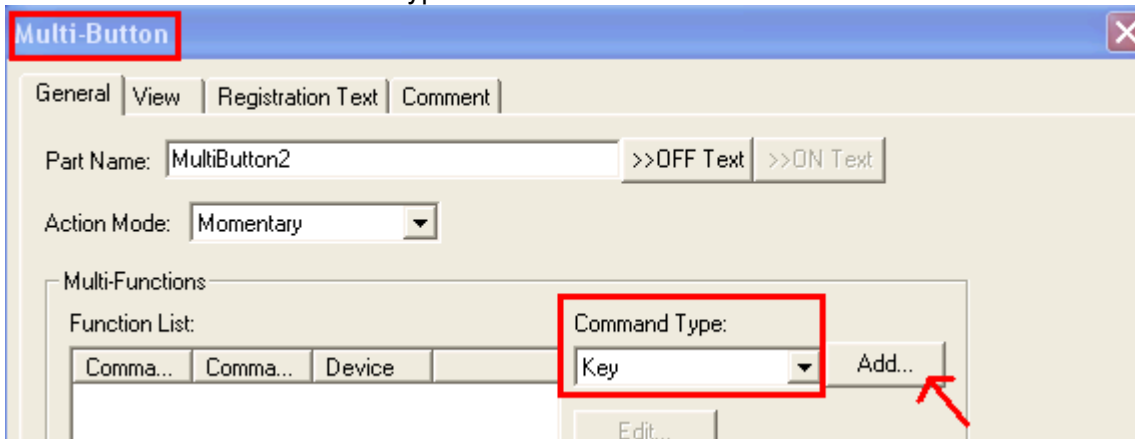 Multi-Button
General View Registration Text Comment
Part Name: MultiButton2 >>OFF Text >>ON Text
Action Mode: Momentary
Multi-Functions
Function List: Command Type:
Comma... Comma... Device Key Add...
Edit...